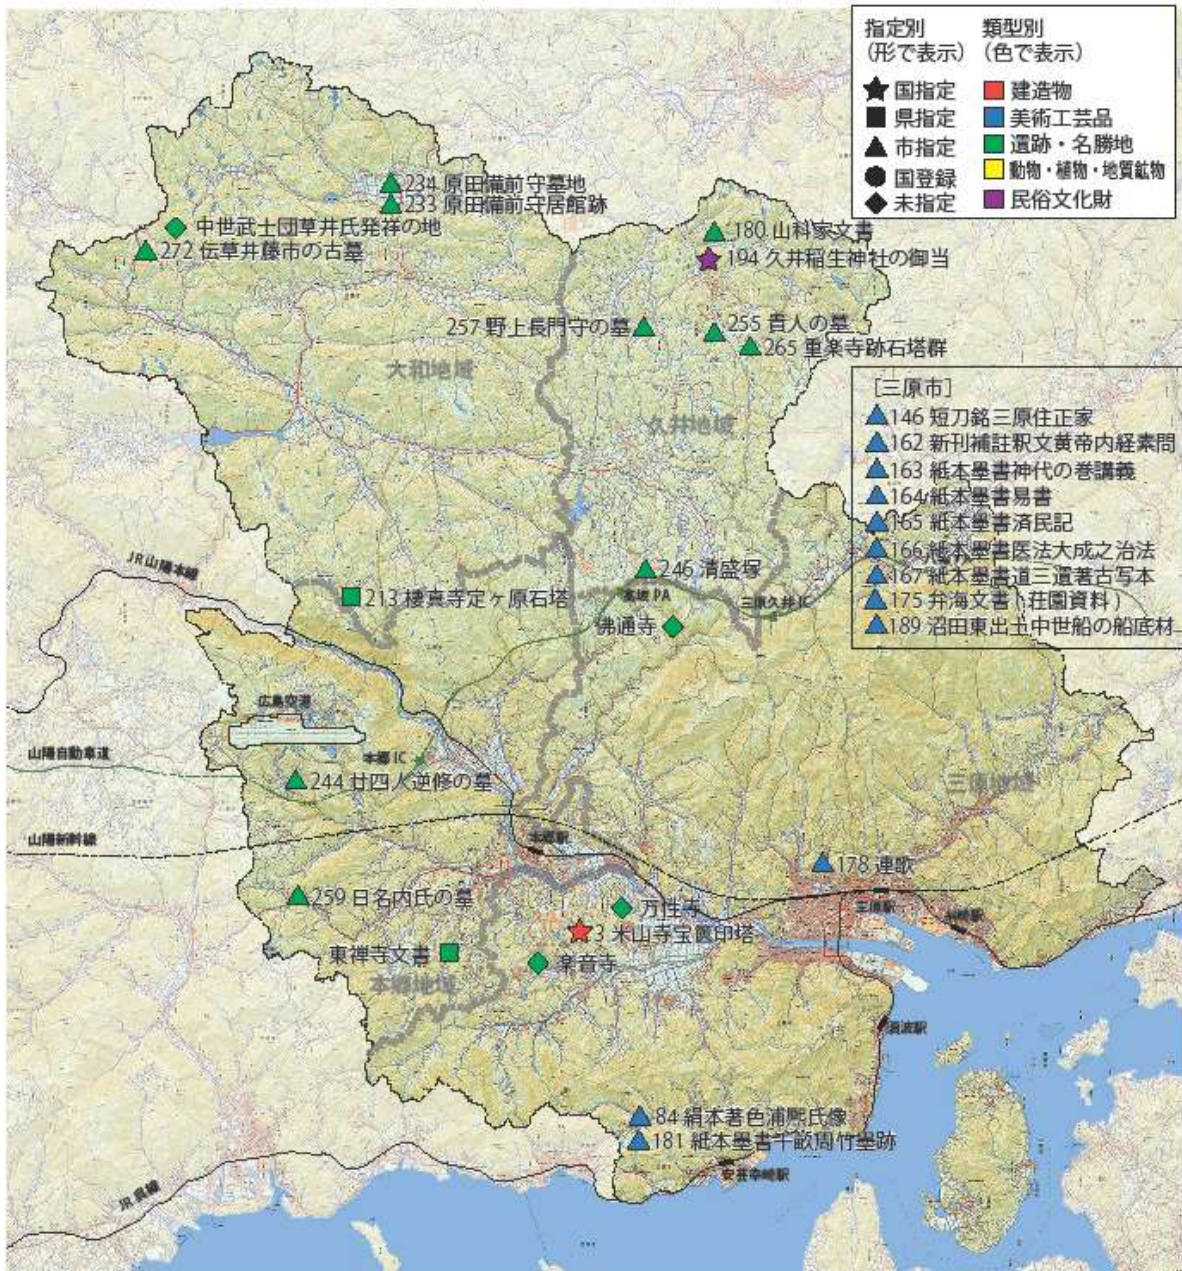 指定別 類型別
(形で表示) (色で表示)
国指定 建造物
県指定 美術工芸品
市指定 遺跡・名勝地
国登録 動物・植物・地質鉱物
未指定 民俗文化財
234 原田備前守墓地
233 原田備前守居館跡
中世武士団草井氏発祥の地
272 伝草井藤市の古墓
180 山科家文書
194 久井稲生神社の御当
257 野上長門守の墓
255 貴人の墓
265 重楽寺跡石塔群
大和地域
久井地域
[三原市]
146 短刀銘三原住正家
162 新刊補註釈文黄帝内経素問
163 紙本墨書神代の巻講義
164 紙本墨書易書
165 紙本墨書済民記
166 紙本墨書医法大成之治法
167 紙本墨書道三遺著古写本
175 弁海文書(荘園資料)
189 沼田東出土中世船の船底材
JR山陽本線
213 棲真寺定ヶ原石塔
246 清盛塚
高坂PA
三原久井IC
佛通寺
広島空港
山陽自動車道
本郷IC
244 廿四人逆修の墓
三原地域
山陽新幹線
本郷駅
178 連歌
三原駅
糸崎駅
259 日名内氏の墓
万性寺
3 米山寺宝篋印塔
東禅寺文書
楽音寺
本郷地域
須波駅
84 絹本著色浦熙氏像
181 紙本墨書千畝周竹墨跡
安芸幸崎駅
JR呉線